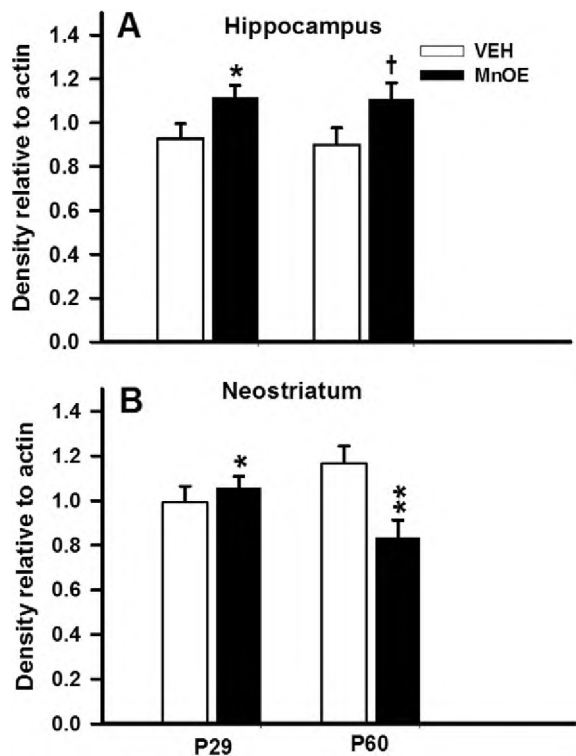 A
Hippocampus
VEH
MnOE
Density relative to actin
1.4
1.2
1.0
0.8
0.6
0.4
0.2
0.0
*
†
B
Neostriatum
Density relative to actin
1.4
1.2
1.0
0.8
0.6
0.4
0.2
0.0
*
**
P29
P60